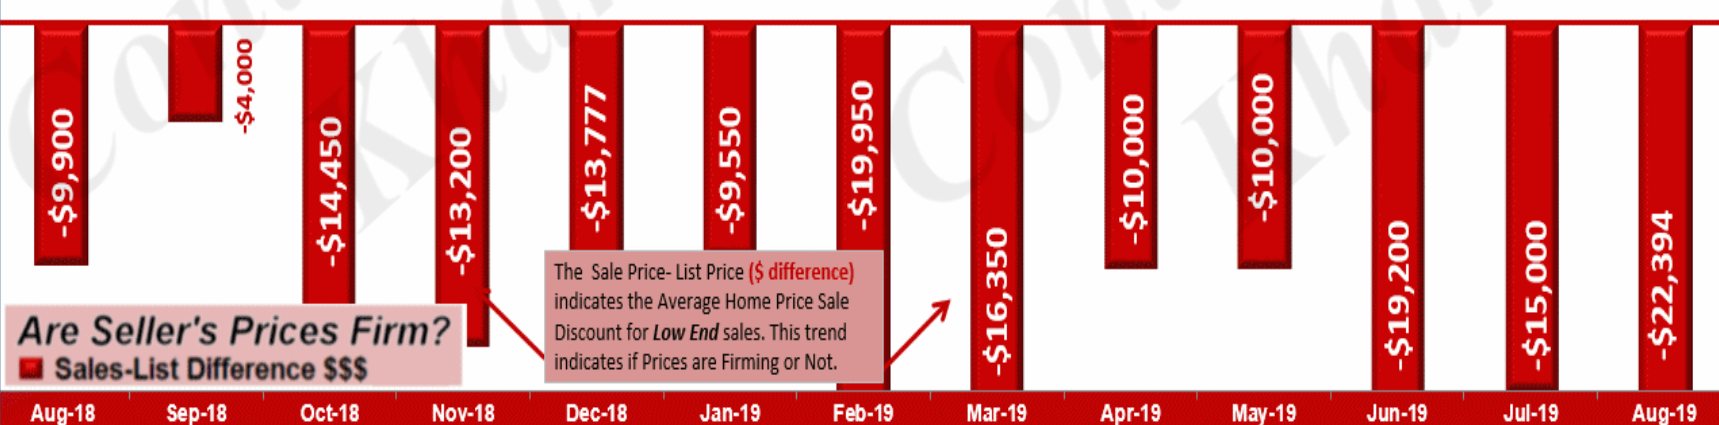 -$9,900
-$4,000
-$14,450
-$13,200
-$13,777
-$9,550
-$19,950
-$16,350
-$10,000
-$10,000
-$19,200
-$15,000
-$22,394
The Sale Price- List Price ($ difference)
indicates the Average Home Price Sale
Discount for Low End sales. This trend
indicates if Prices are Firming or Not.
Are Seller's Prices Firm?
Sales-List Difference $$$
Aug-18 Sep-18 Oct-18 Nov-18 Dec-18 Jan-19 Feb-19 Mar-19 Apr-19 May-19 Jun-19 Jul-19 Aug-19